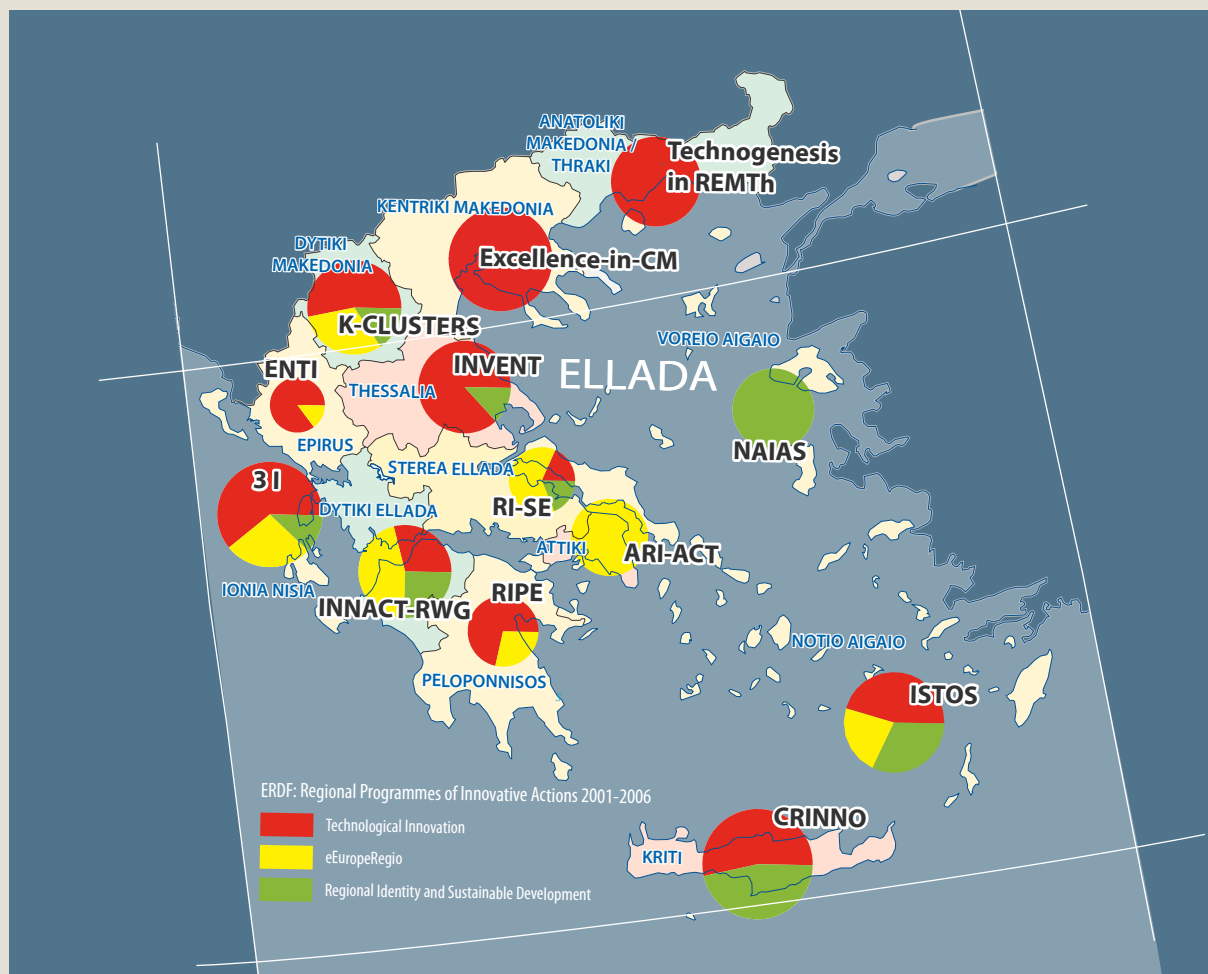 ANATOLIKI
MAKEDONIA /
THRAKI
Technogenesis
in REMTh
KENTRIKI MAKEDONIA
Excellence-in-CM
DYTIKI
MAKEDONIA
K-CLUSTERS
VOREIO AIGAIO
ENTI
INVENT
ELLADA
THESSALIA
EPIRUS
NAIAS
STEREA ELLADA
3 I
RI-SE
DYTIKI ELLADA
ATTIKI
ARI-ACT
IONIA NISIA
INNACT-RWG
RIPE
NOTIO AIGAIO
PELOPONNISOS
ISTOS
ERDF: Regional Programmes of Innovative Actions 2001-2006
Technological Innovation
eEuropeRegio
Regional Identity and Sustainable Development
CRINNO
KRITI